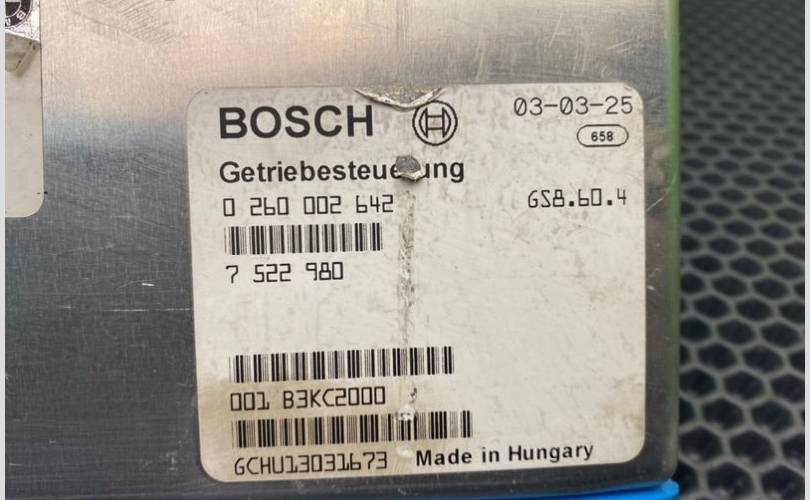 BOSCH
03-03-25
658
Getriebesteuerung
0 260 002 642
GS8.60.4
7 522 980
001 B3KC2000
GCHU13031673
Made in Hungary